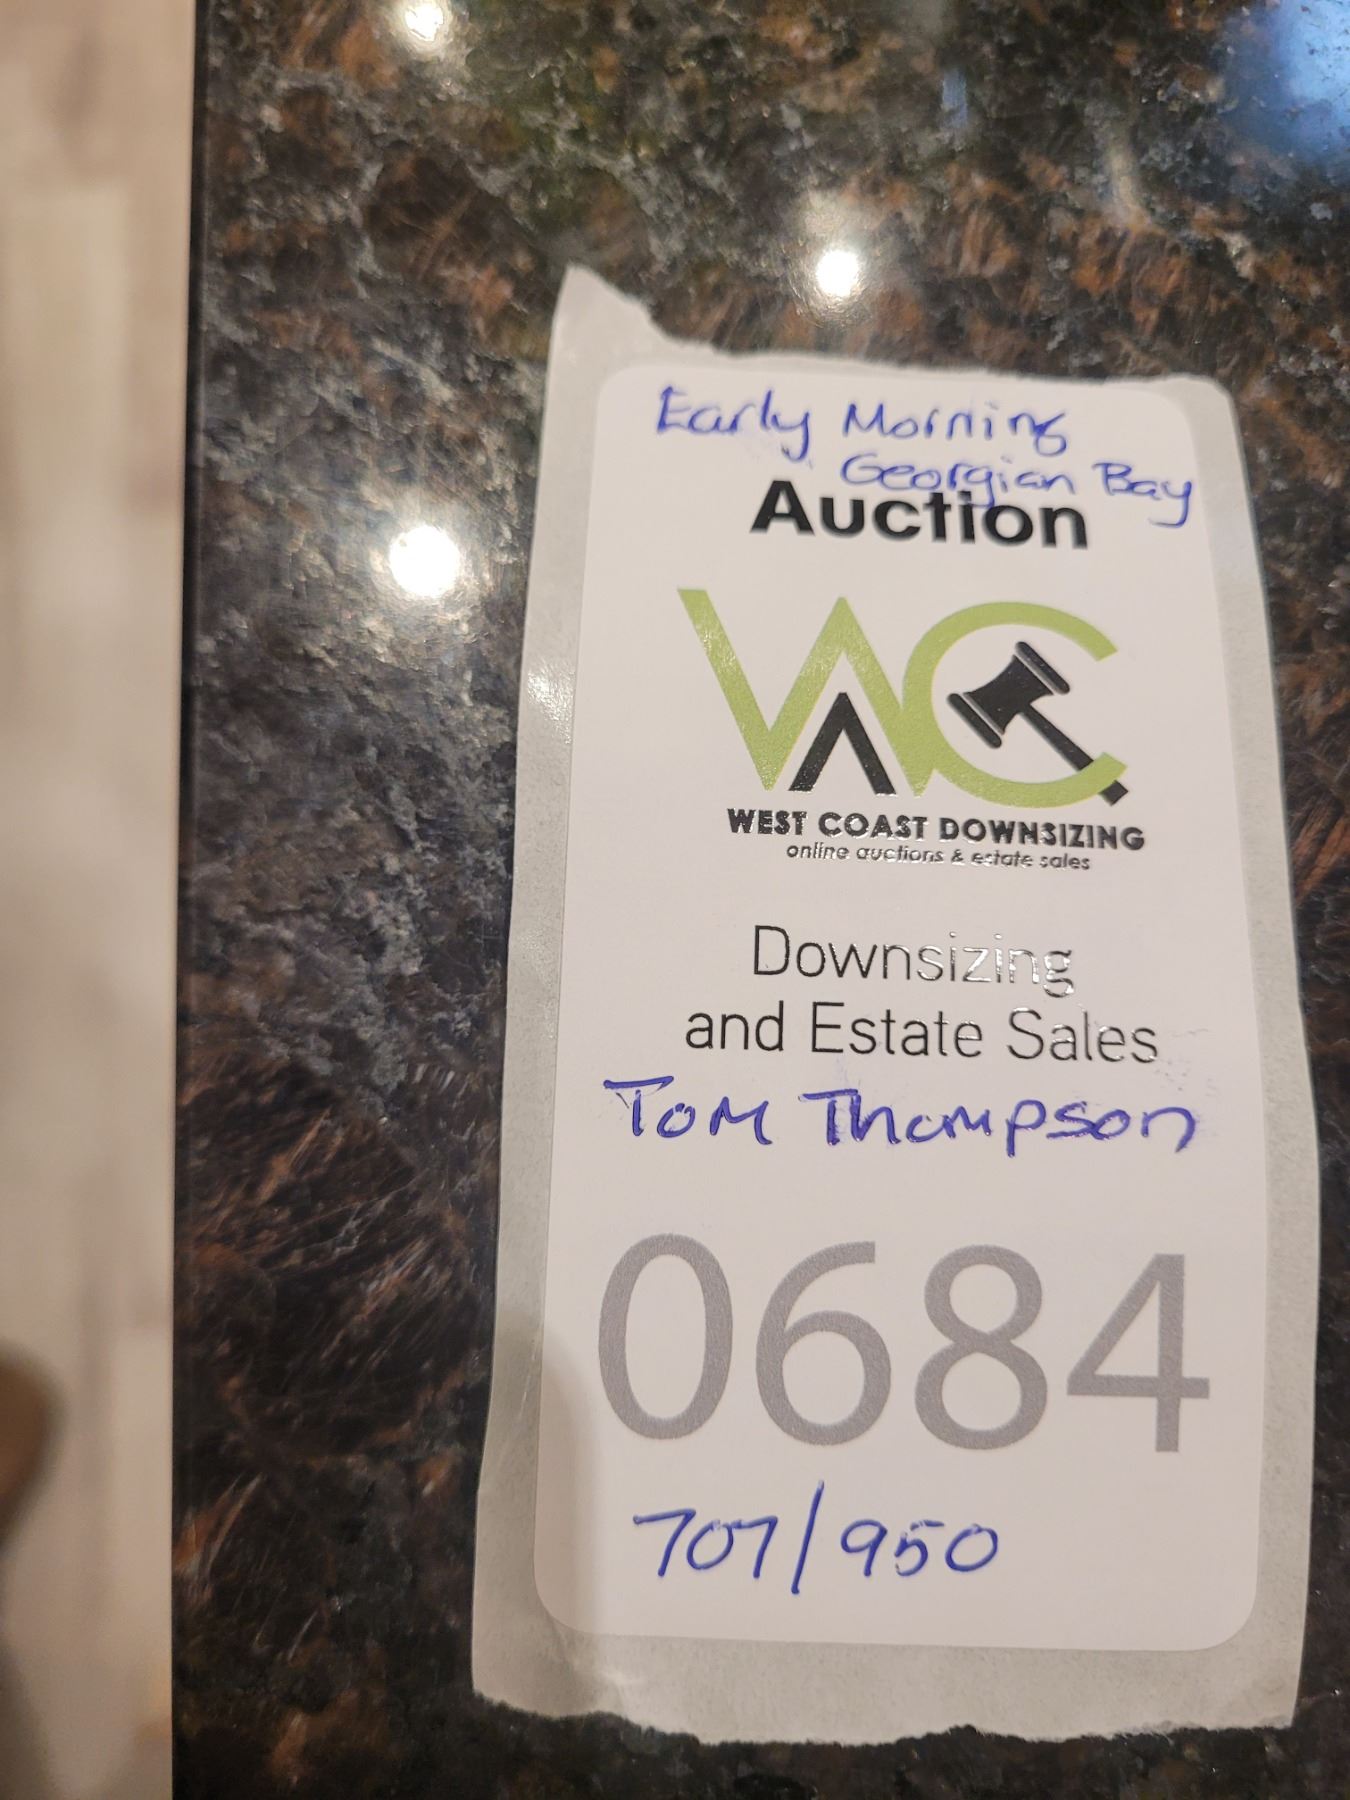 Early Morning
Georgian Bay
Auction
WC
WEST COAST DOWNSIZING
online auctions & estate sales
Downsizing
and Estate Sales
Tom Thompson
0684
707/950